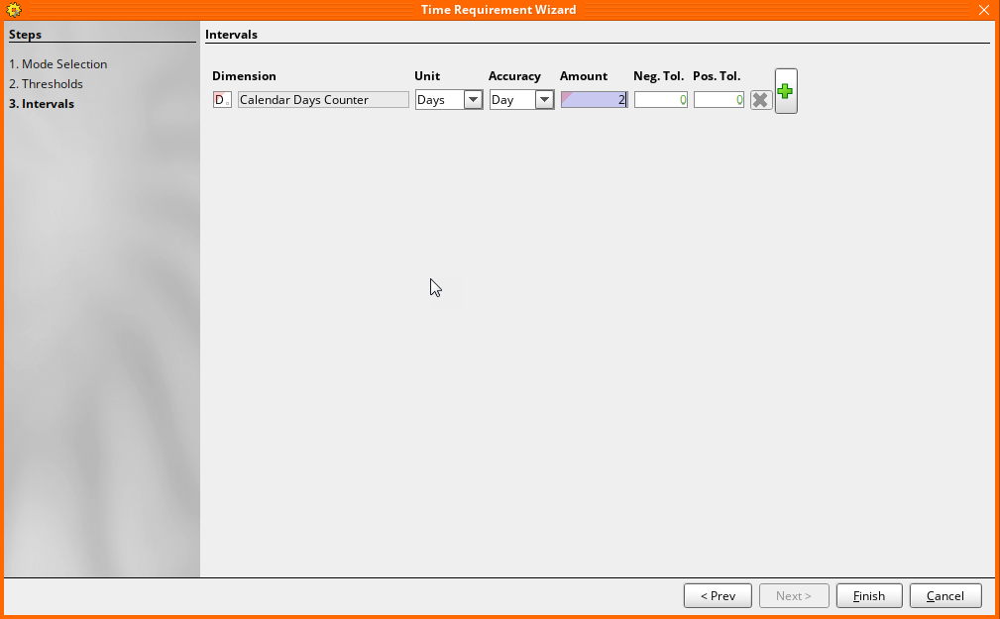 Time Requirement Wizard
Steps
1. Mode Selection
2. Thresholds
3. Intervals
Intervals
Dimension Unit Accuracy Amount Neg. Tol. Pos. Tol.
D Calendar Days Counter Days Day 2 0 0
< Prev Next > Finish Cancel